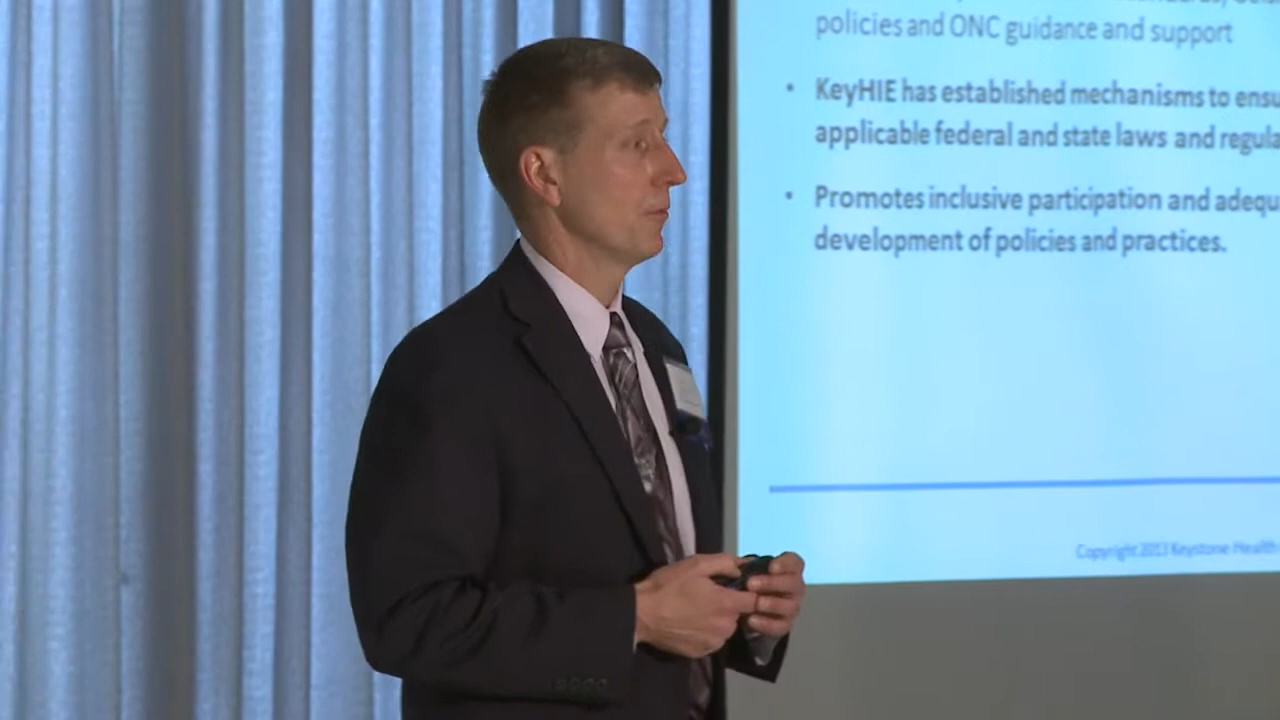 policies and ONC guidance and support
• KeyHIE has established mechanisms to ensu
applicable federal and state laws and regula
• Promotes inclusive participation and adequ
development of policies and practices.
Copyright 2013 Keystone Health